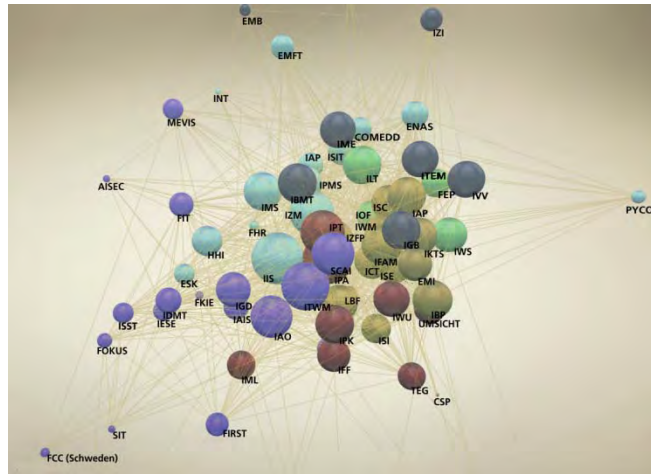 EMB
IZI
EMFT
INT
MEVIS
ENAS
COMEDD
IME
ISIT
IAP
ILT
ITEM
AISEC
IPMS
FEP
IVV
PYCO
IBMT
IMS
ISC
IAP
FIT
IZM
IOF
IPT
IWM
FHR
IZFP
IGB
HHI
IKTS
IWS
IFAM
SCAI
ICT
IIS
IPA
ISE
ESK
EMI
FKIE
ITWM
IGD
LBF
IDMT
IBP
IAIS
IWU
UMSICHT
ISST
IESE
IAO
IPK
ISI
FOKUS
IFF
IML
TEG
CSP
SIT
FIRST
FCC (Schweden)